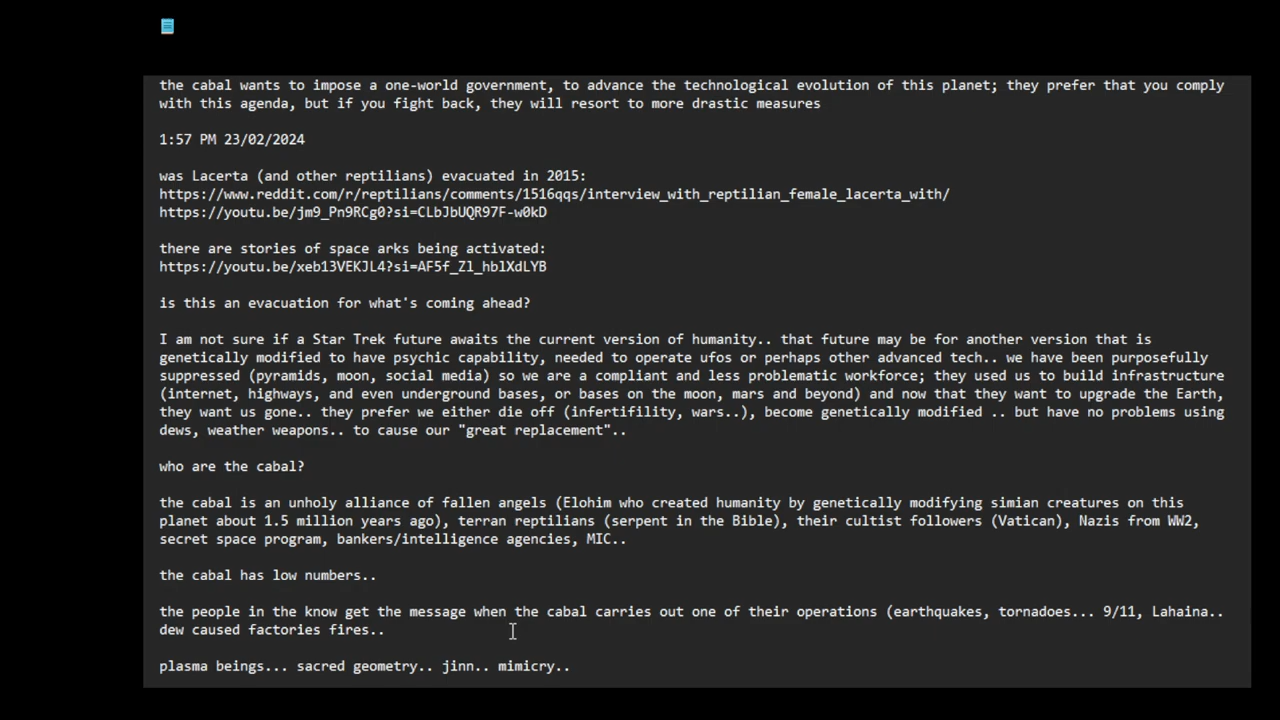 the cabal wants to impose a one-world government, to advance the technological evolution of this planet; they prefer that you comply
with this agenda, but if you fight back, they will resort to more drastic measures
1:57 PM 23/02/2024
was Lacerta (and other reptilians) evacuated in 2015:
https://www.reddit.com/r/reptilians/comments/1516qqs/interview_with_reptilian_female_lacerta_with/
https://youtu.be/jm9_Pn9RCg0?si=CLbJbUQR97F-w0kD
there are stories of space arks being activated:
https://youtu.be/xeb13VEKJL4?si=AF5f_Zl_hblXdLYB
is this an evacuation for what's coming ahead?
I am not sure if a Star Trek future awaits the current version of humanity.. that future may be for another version that is
genetically modified to have psychic capability, needed to operate ufos or perhaps other advanced tech.. we have been purposefully
suppressed (pyramids, moon, social media) so we are a compliant and less problematic workforce; they used us to build infrastructure
(internet, highways, and even underground bases, or bases on the moon, mars and beyond) and now that they want to upgrade the Earth,
they want us gone.. they prefer we either die off (infertifility, wars..), become genetically modified .. but have no problems using
dews, weather weapons.. to cause our "great replacement"..
who are the cabal?
the cabal is an unholy alliance of fallen angels (Elohim who created humanity by genetically modifying simian creatures on this
planet about 1.5 million years ago), terran reptilians (serpent in the Bible), their cultist followers (Vatican), Nazis from WW2,
secret space program, bankers/intelligence agencies, MIC..
the cabal has low numbers..
the people in the know get the message when the cabal carries out one of their operations (earthquakes, tornadoes... 9/11, Lahaina..
dew caused factories fires..
plasma beings... sacred geometry.. jinn.. mimicry..